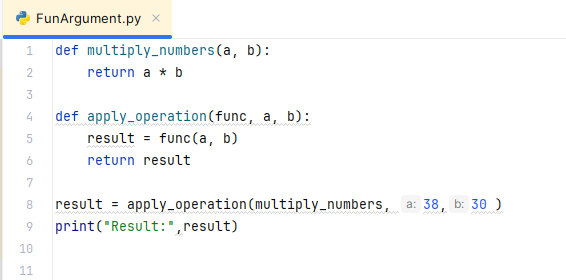 FunArgument.py ×
1 def multiply_numbers(a, b):
2     return a * b
3
4 def apply_operation(func, a, b):
5     result = func(a, b)
6     return result
7
8 result = apply_operation(multiply_numbers, a: 38, b: 30 )
9 print("Result:",result)
10
11